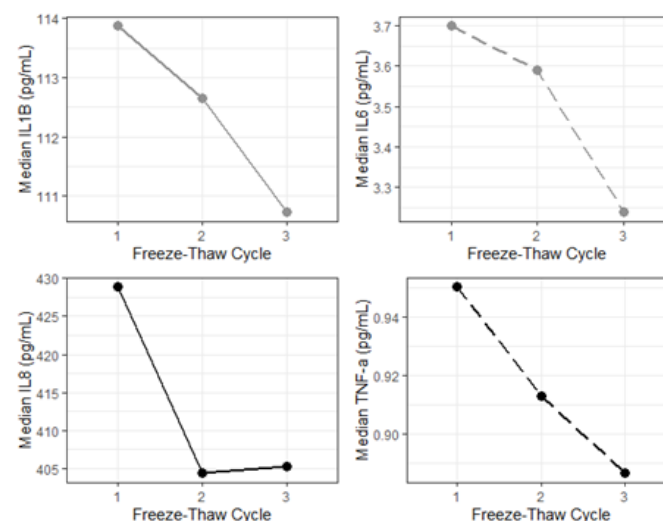 Median IL1B (pg/mL)
114
113
112
111
1 2 3
Freeze-Thaw Cycle
Median IL6 (pg/mL)
3.7
3.6
3.5
3.4
3.3
1 2 3
Freeze-Thaw Cycle
Median IL8 (pg/mL)
430
425
420
415
410
405
1 2 3
Freeze-Thaw Cycle
Median TNF-a (pg/mL)
0.94
0.92
0.90
1 2 3
Freeze-Thaw Cycle